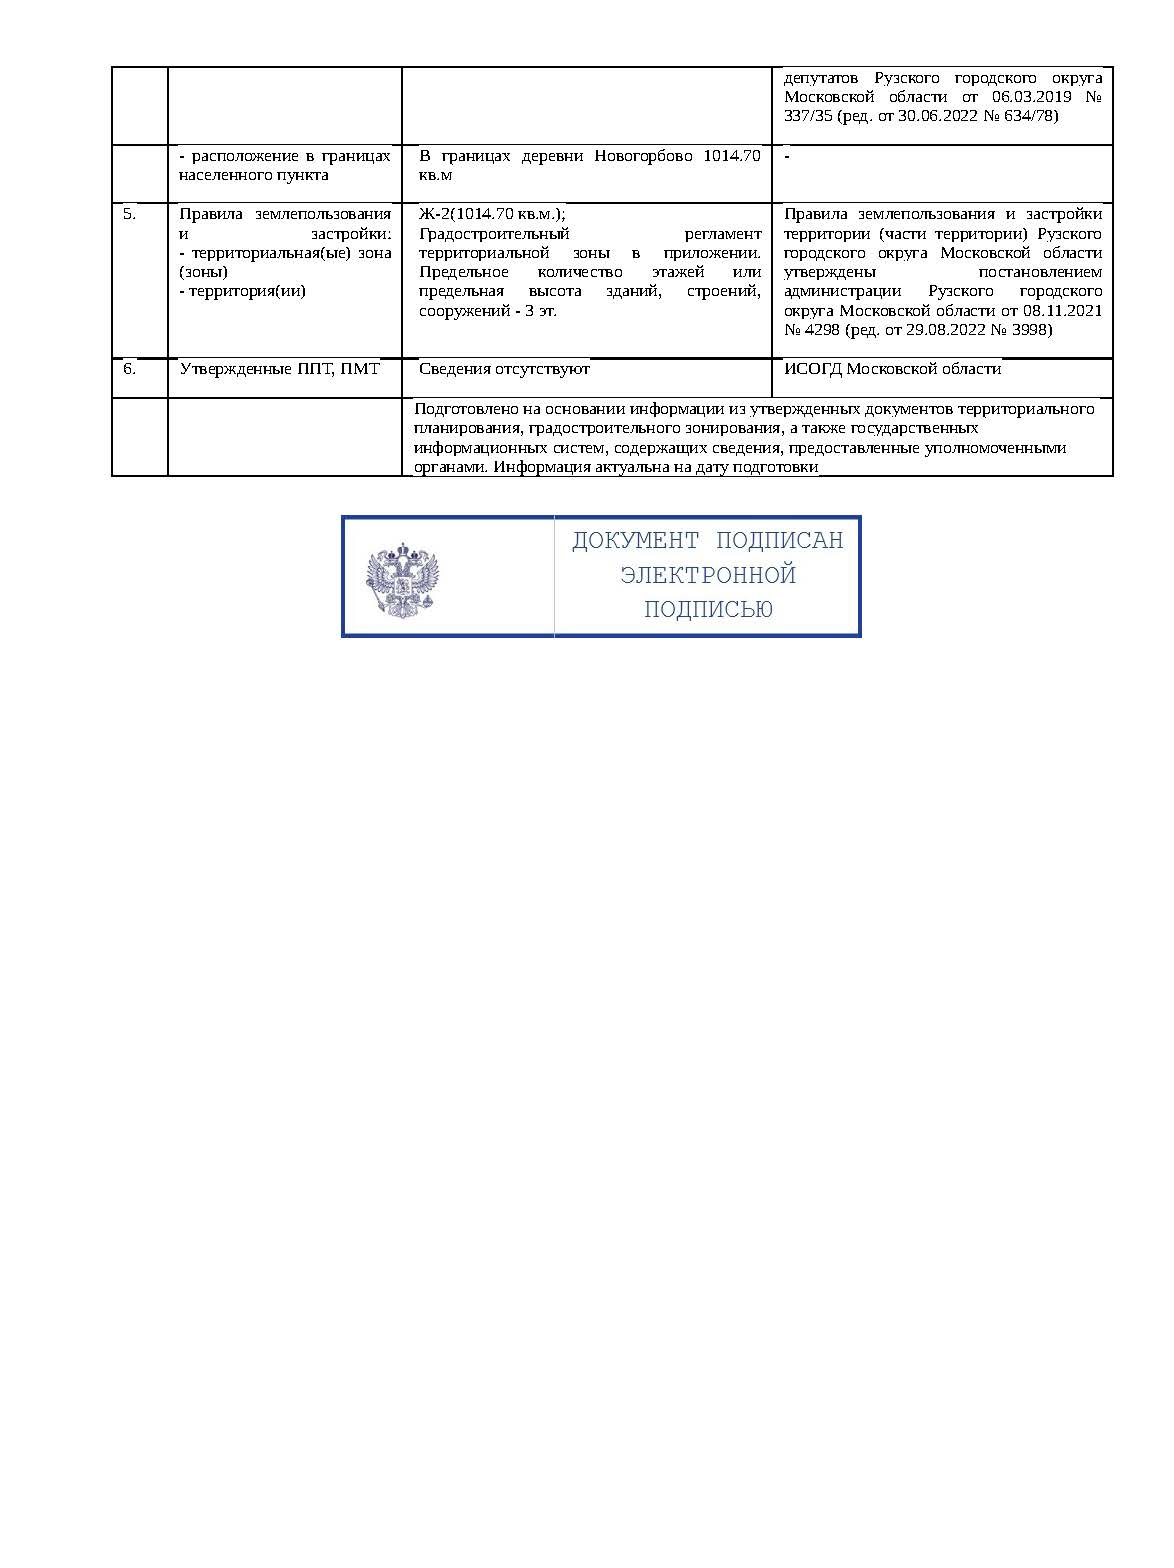 депутатов Рузского городского округа
Московской области от 06.03.2019 №
337/35 (ред. от 30.06.2022 № 634/78)
- расположение в границах
населенного пункта
В границах деревни Новогорбово 1014.70
кв.м
-
5.
Правила землепользования
и застройки:
- территориальная(ые) зона
(зоны)
- территория(ии)
Ж-2(1014.70 кв.м.);
Градостроительный регламент
территориальной зоны в приложении.
Предельное количество этажей или
предельная высота зданий, строений,
сооружений - 3 эт.
Правила землепользования и застройки
территории (части территории) Рузского
городского округа Московской области
утверждены постановлением
администрации Рузского городского
округа Московской области от 08.11.2021
№ 4298 (ред. от 29.08.2022 № 3998)
6.
Утвержденные ППТ, ПМТ
Сведения отсутствуют
ИСОГД Московской области
Подготовлено на основании информации из утвержденных документов территориального
планирования, градостроительного зонирования, а также государственных
информационных систем, содержащих сведения, предоставленные уполномоченными
органами. Информация актуальна на дату подготовки
ДОКУМЕНТ ПОДПИСАН
ЭЛЕКТРОННОЙ
ПОДПИСЬЮ